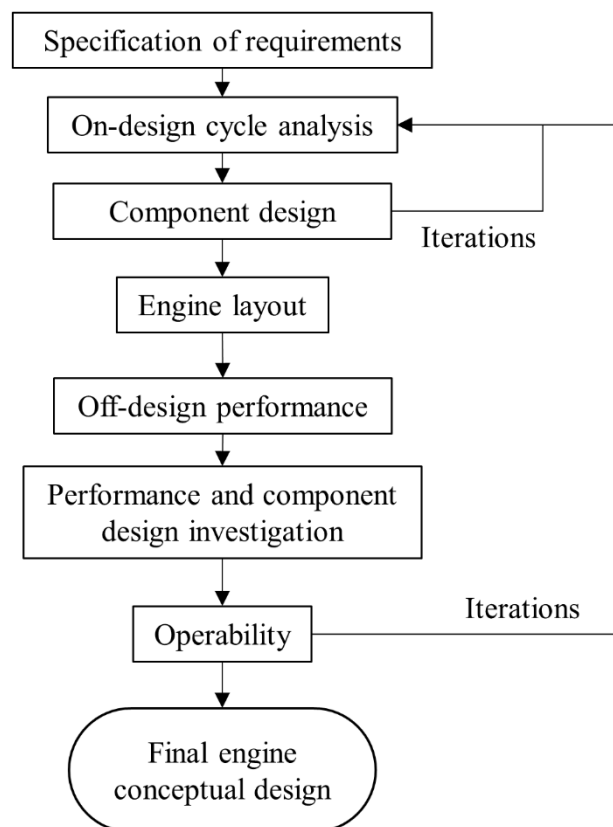 Specification of requirements
On-design cycle analysis
Component design
Iterations
Engine layout
Off-design performance
Performance and component
design investigation
Iterations
Operability
Final engine
conceptual design